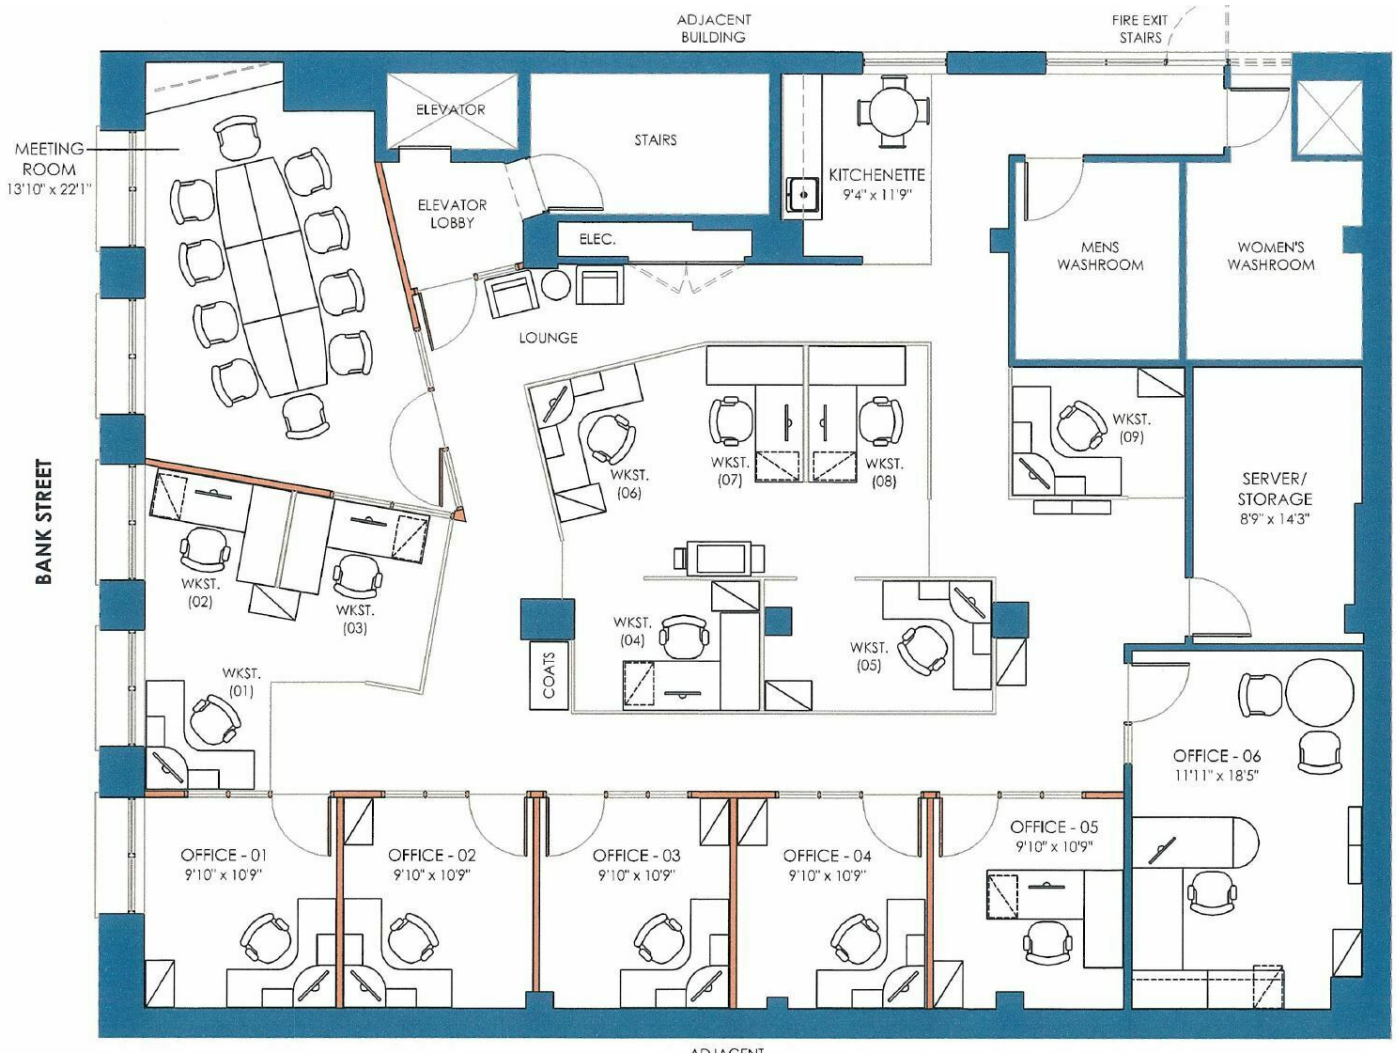 ADJACENT
BUILDING
FIRE EXIT
STAIRS
ELEVATOR
STAIRS
MEETING
ROOM
13'10" x 22'1"
KITCHENETTE
9'4" x 11'9"
ELEVATOR
LOBBY
ELEC.
MENS
WASHROOM
WOMEN'S
WASHROOM
LOUNGE
WKST.
(09)
WKST.
(06)
WKST.
(07)
WKST.
(08)
SERVER/
STORAGE
8'9" x 14'3"
BANK STREET
WKST.
(02)
WKST.
(03)
WKST.
(04)
WKST.
(05)
COATS
WKST.
(01)
OFFICE - 06
11'11" x 18'5"
OFFICE - 01
9'10" x 10'9"
OFFICE - 02
9'10" x 10'9"
OFFICE - 03
9'10" x 10'9"
OFFICE - 04
9'10" x 10'9"
OFFICE - 05
9'10" x 10'9"
ADJACENT